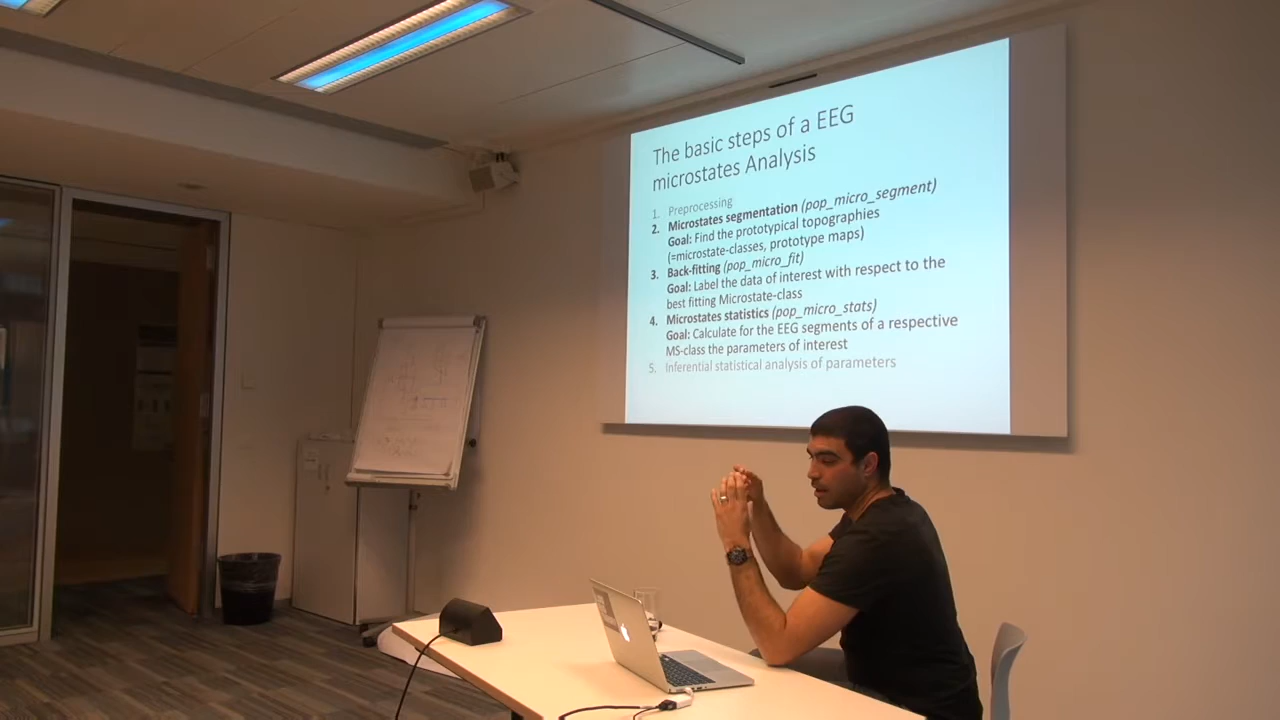 The basic steps of a EEG
microstates Analysis
1. Preprocessing
2. Microstates segmentation (pop_micro_segment)
Goal: Find the prototypical topographies
(=microstate-classes, prototype maps)
3. Back-fitting (pop_micro_fit)
Goal: Label the data of interest with respect to the
best fitting Microstate-class
4. Microstates statistics (pop_micro_stats)
Goal: Calculate for the EEG segments of a respective
MS-class the parameters of interest
5. Inferential statistical analysis of parameters